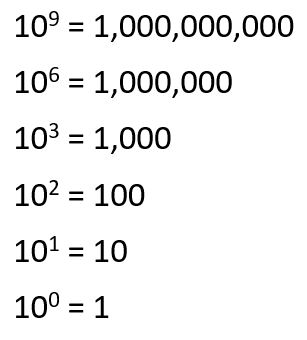 10⁹ = 1,000,000,000
10⁶ = 1,000,000
10³ = 1,000
10² = 100
10¹ = 10
10⁰ = 1